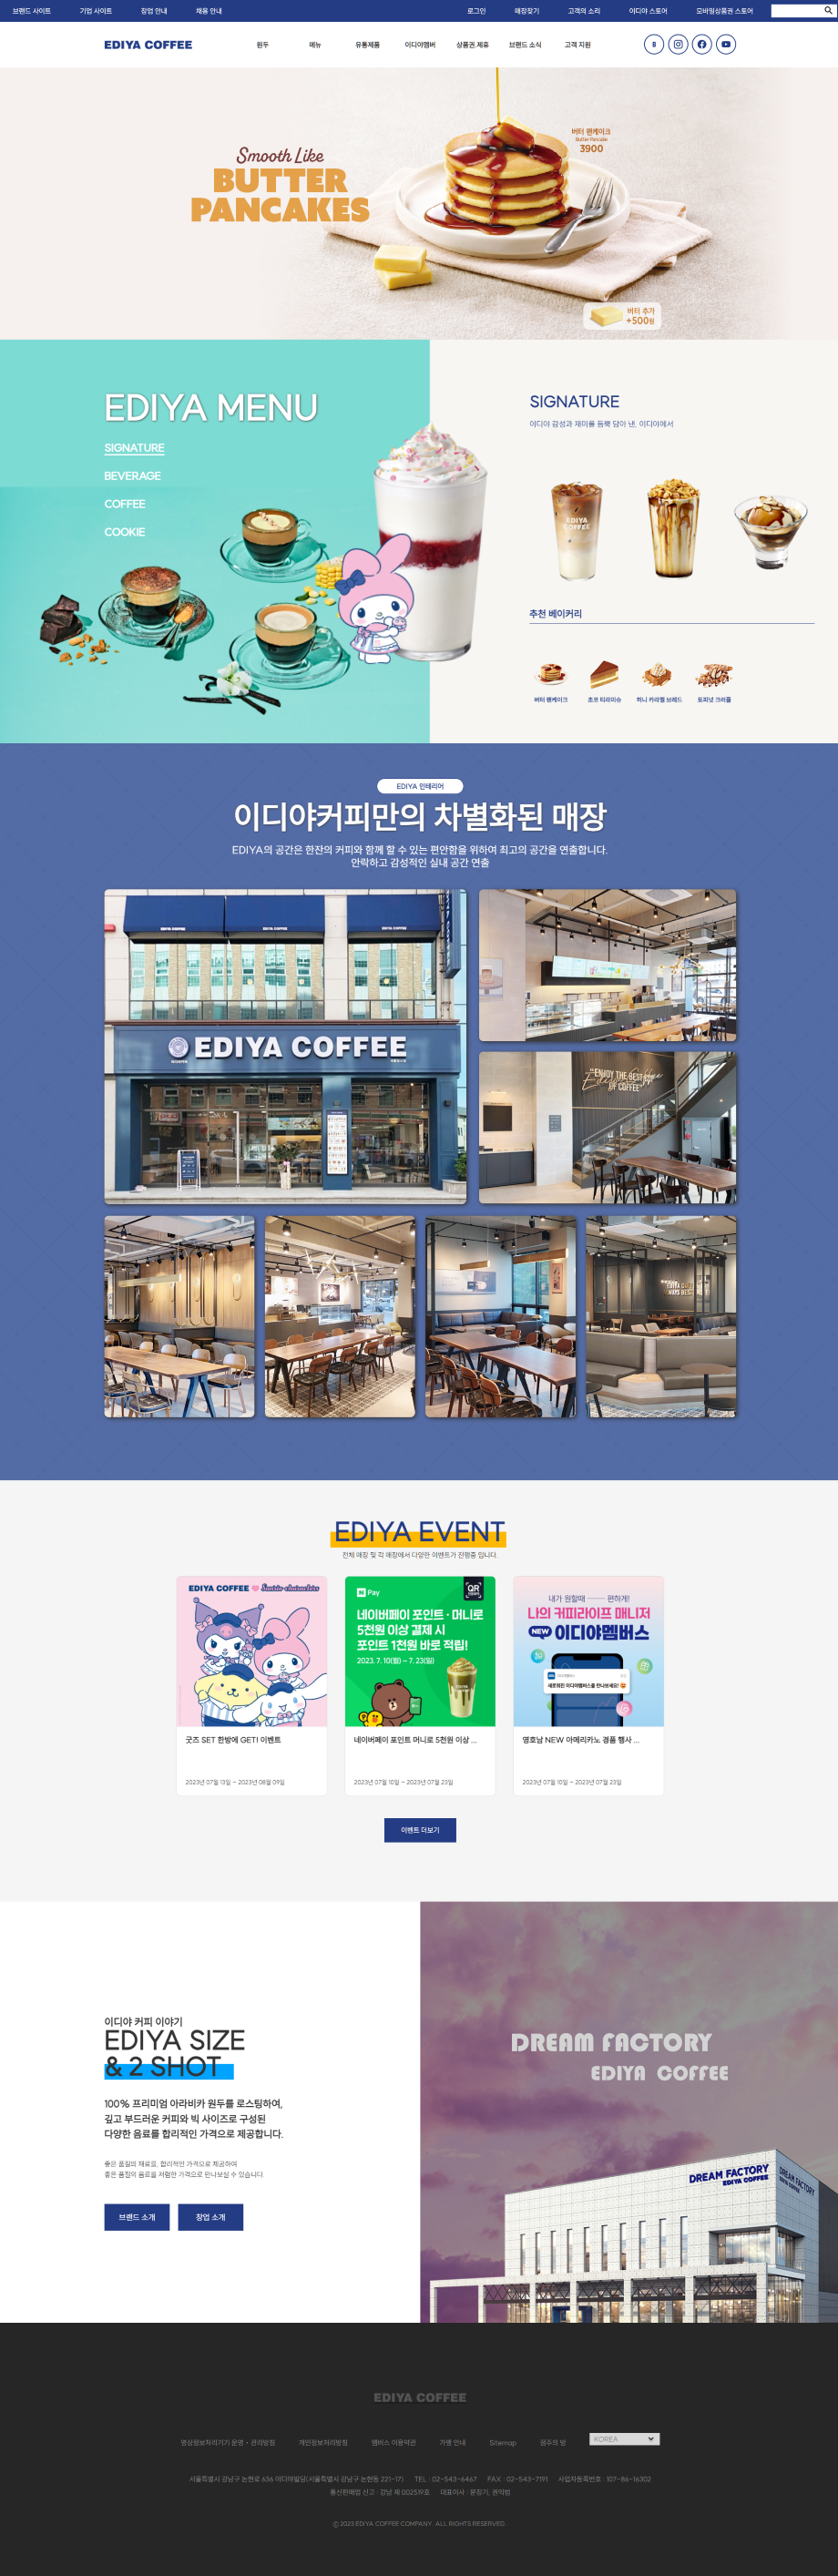 브랜드 사이트
기업 사이트
창업 안내
채용 안내
로그인
매장찾기
고객의 소리
이디야 스토어
모바일상품권 스토어
EDIYA COFFEE
원두
메뉴
유통제품
이디야멤버
상품권 제휴
브랜드 소식
고객 지원
B
Smooth Like
BUTTER
PANCAKES
버터 팬케이크
Butter Pancake
3900
버터 추가
+500원
EDIYA MENU
SIGNATURE
BEVERAGE
COFFEE
COOKIE
SIGNATURE
이디야 감성과 재미를 듬뿍 담아 낸, 이디야에서
EDIYA
COFFEE
추천 베이커리
버터 팬케이크
초코 티라미슈
허니 카라멜 브레드
토피넛 크러플
EDIYA 인테리어
이디야커피만의 차별화된 매장
EDIYA의 공간은 한잔의 커피와 함께 할 수 있는 편안함을 위하여 최고의 공간을 연출합니다.
안락하고 감성적인 실내 공간 연출
EDIYA COFFEE
EDIYA COFFEE
EDIYA COFFEE
EDIYA COFFEE
"ENJOY THE BEST
OF COFFEE"
EDIYA EVENT
전체 매장 및 각 매장에서 다양한 이벤트가 진행중 입니다.
EDIYA COFFEE Sanrio characters
N Pay
QR
네이버페이 포인트·머니로
5천원 이상 결제 시
포인트 1천원 바로 적립!
2023. 7. 10(월) ~ 7. 23(일)
내가 원할때 편하게!
나의 커피라이프 매니저
NEW 이디야멤버스
새로워진 이디야멤버스를 만나보세요!
굿즈 SET 한방에 GET! 이벤트
2023년 07월 13일 ~ 2023년 08월 09일
네이버페이 포인트 머니로 5천원 이상 ...
2023년 07월 10일 ~ 2023년 07월 23일
영호남 NEW 아메리카노 경품 행사 ...
2023년 07월 10일 ~ 2023년 07월 23일
이벤트 더보기
이디야 커피 이야기
EDIYA SIZE
& 2 SHOT
100% 프리미엄 아라비카 원두를 로스팅하여,
깊고 부드러운 커피와 빅 사이즈로 구성된
다양한 음료를 합리적인 가격으로 제공합니다.
좋은 품질의 재료를, 합리적인 가격으로 제공하여
좋은 품질의 음료를 저렴한 가격으로 만나보실 수 있습니다.
브랜드 소개
창업 소개
DREAM FACTORY
EDIYA COFFEE
DREAM FACTORY
EDIYA COFFEE
DREAM FACTORY
EDIYA COFFEE
영상정보처리기기 운영·관리방침
개인정보처리방침
멤버스 이용약관
가맹 안내
Sitemap
점주의 방
KOREA
서울특별시 강남구 논현로 636 이디야빌딩(서울특별시 강남구 논현동 221-17) TEL : 02-543-6467 FAX : 02-543-7191 사업자등록번호 : 107-86-16302
통신판매업 신고 : 강남 제 002519호 대표이사 : 문창기, 권익범
ⓒ 2023 EDIYA COFFEE COMPANY. ALL RIGHTS RESERVED.